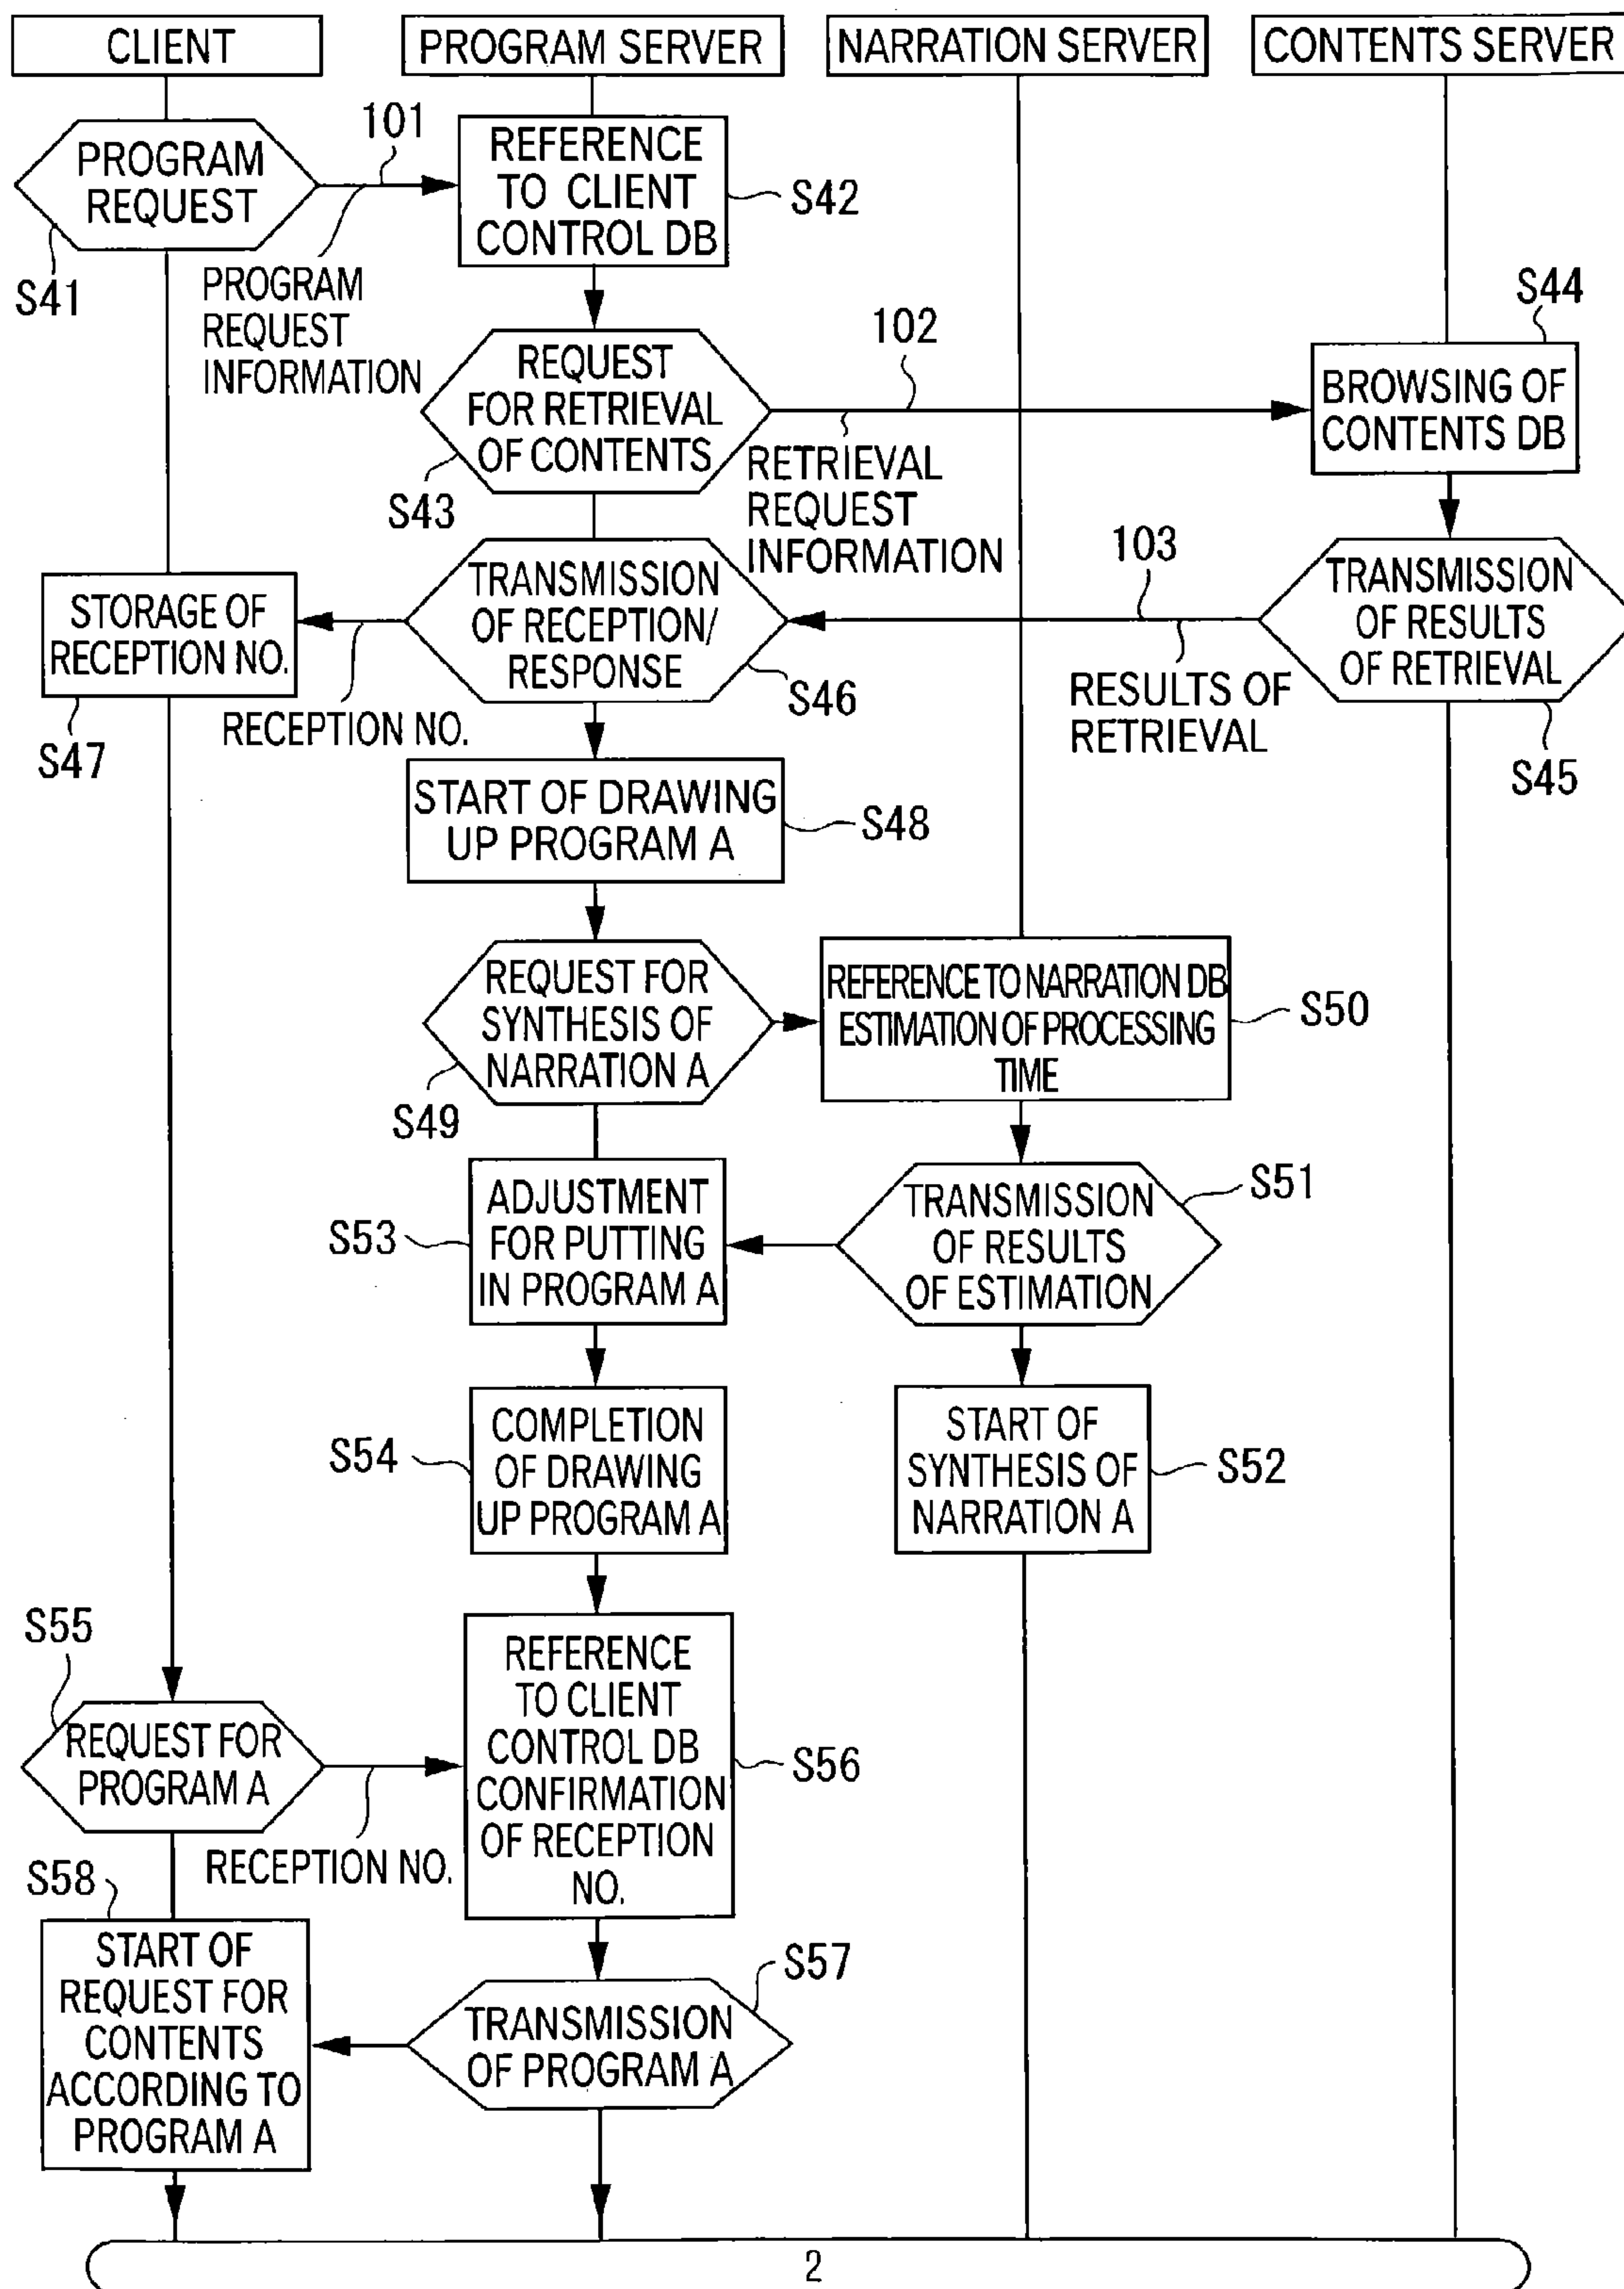 CLIENT
PROGRAM SERVER
NARRATION SERVER
CONTENTS SERVER
PROGRAM
REQUEST
S41
101
PROGRAM
REQUEST
INFORMATION
REFERENCE
TO CLIENT
CONTROL DB
S42
REQUEST
FOR RETRIEVAL
OF CONTENTS
S43
102
RETRIEVAL
REQUEST
INFORMATION
S44
BROWSING OF
CONTENTS DB
TRANSMISSION
OF RESULTS
OF RETRIEVAL
S45
103
RESULTS OF
RETRIEVAL
TRANSMISSION
OF RECEPTION/
RESPONSE
S46
RECEPTION NO.
STORAGE OF
RECEPTION NO.
S47
START OF DRAWING
UP PROGRAM A
S48
REQUEST FOR
SYNTHESIS OF
NARRATION A
S49
REFERENCE TO NARRATION DB
ESTIMATION OF PROCESSING
TIME
S50
TRANSMISSION
OF RESULTS
OF ESTIMATION
S51
START OF
SYNTHESIS OF
NARRATION A
S52
ADJUSTMENT
FOR PUTTING
IN PROGRAM A
S53
COMPLETION
OF DRAWING
UP PROGRAM A
S54
S55
REQUEST FOR
PROGRAM A
RECEPTION NO.
REFERENCE
TO CLIENT
CONTROL DB
CONFIRMATION
OF RECEPTION
NO.
S56
S57
TRANSMISSION
OF PROGRAM A
S58
START OF
REQUEST FOR
CONTENTS
ACCORDING TO
PROGRAM A
2